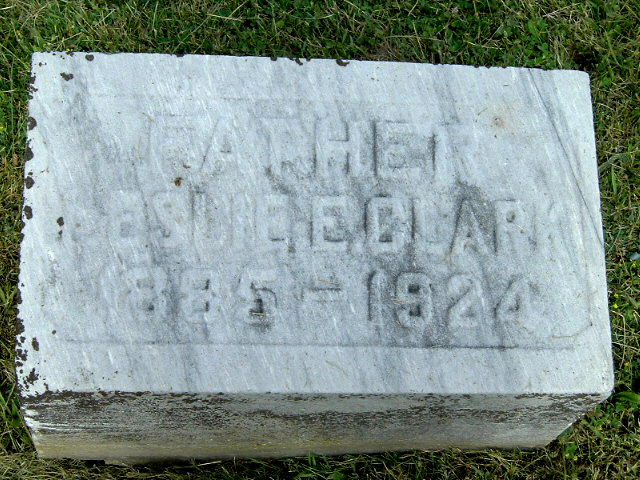 FATHER
LESLIE E. CLARK
1885 - 1924